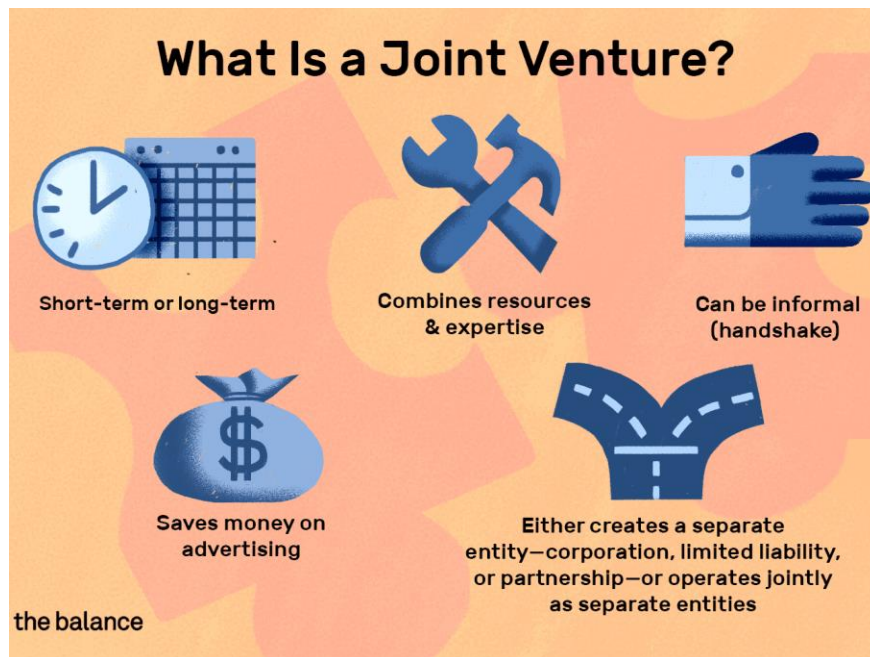 What Is a Joint Venture?
Short-term or long-term
Combines resources
& expertise
Can be informal
(handshake)
$
Saves money on
advertising
Either creates a separate
entity—corporation, limited liability,
or partnership—or operates jointly
as separate entities
the balance